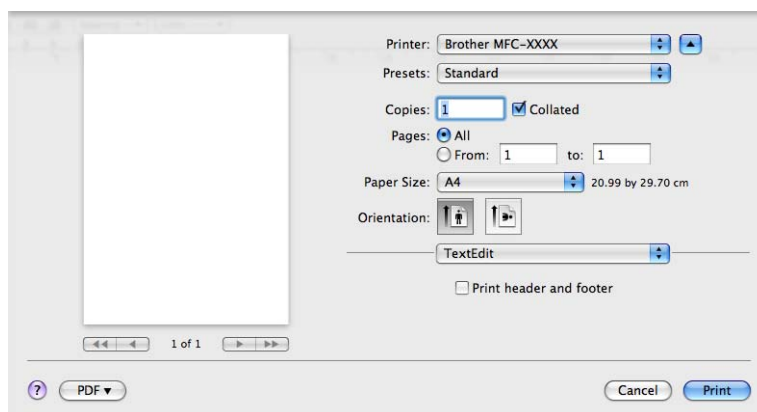 Printer: Brother MFC-XXXX
Presets: Standard
Copies: 1 Collated
Pages: All
From: 1 to: 1
Paper Size: A4 20.99 by 29.70 cm
Orientation:
TextEdit
Print header and footer
1 of 1
? PDF Cancel Print